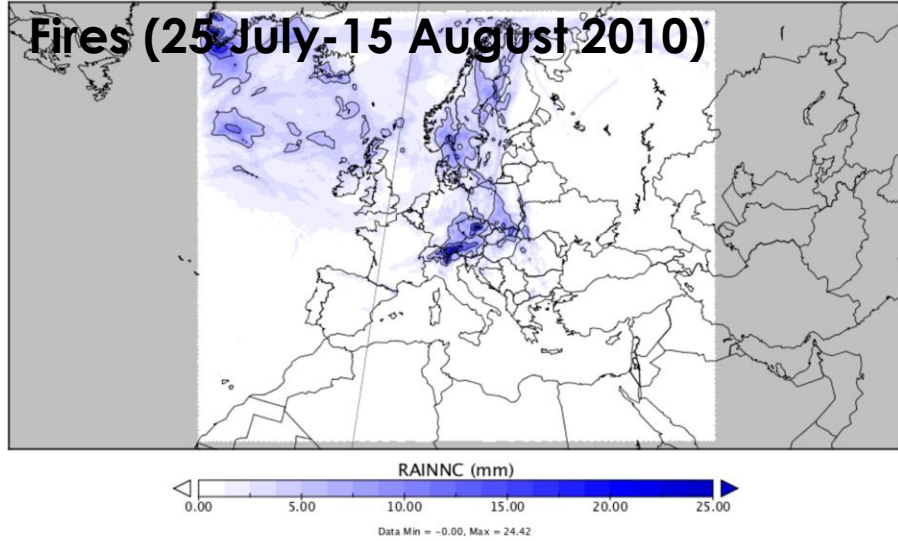 Fires (25 July-15 August 2010)
RAINNC (mm)
0.00 5.00 10.00 15.00 20.00 25.00
Data Min = -0.00, Max = 24.42